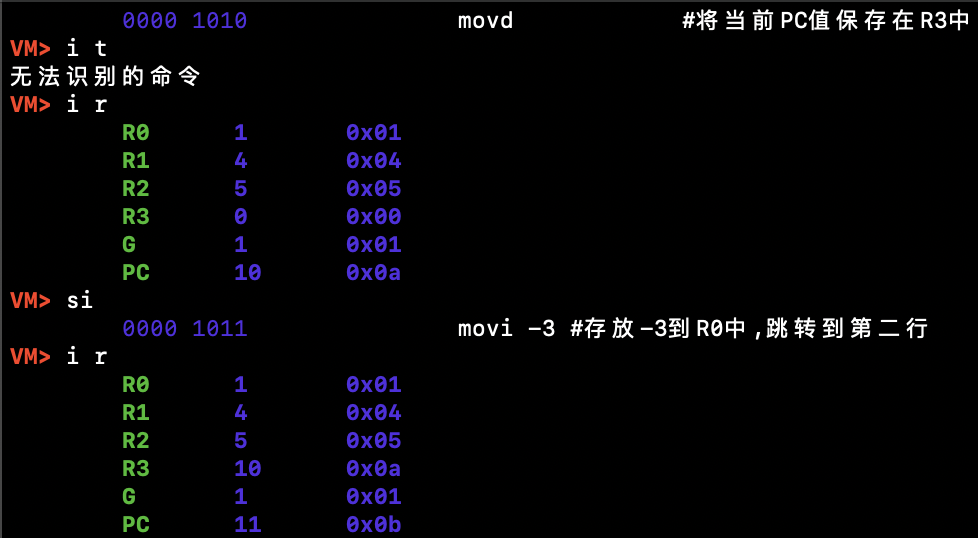 0000 1010 movd #将当前PC值保存在R3中
VM> i t
无法识别的命令
VM> i r
R0 1 0x01
R1 4 0x04
R2 5 0x05
R3 0 0x00
G 1 0x01
PC 10 0x0a
VM> si
0000 1011 movi -3 #存放-3到R0中,跳转到第二行
VM> i r
R0 1 0x01
R1 4 0x04
R2 5 0x05
R3 10 0x0a
G 1 0x01
PC 11 0x0b